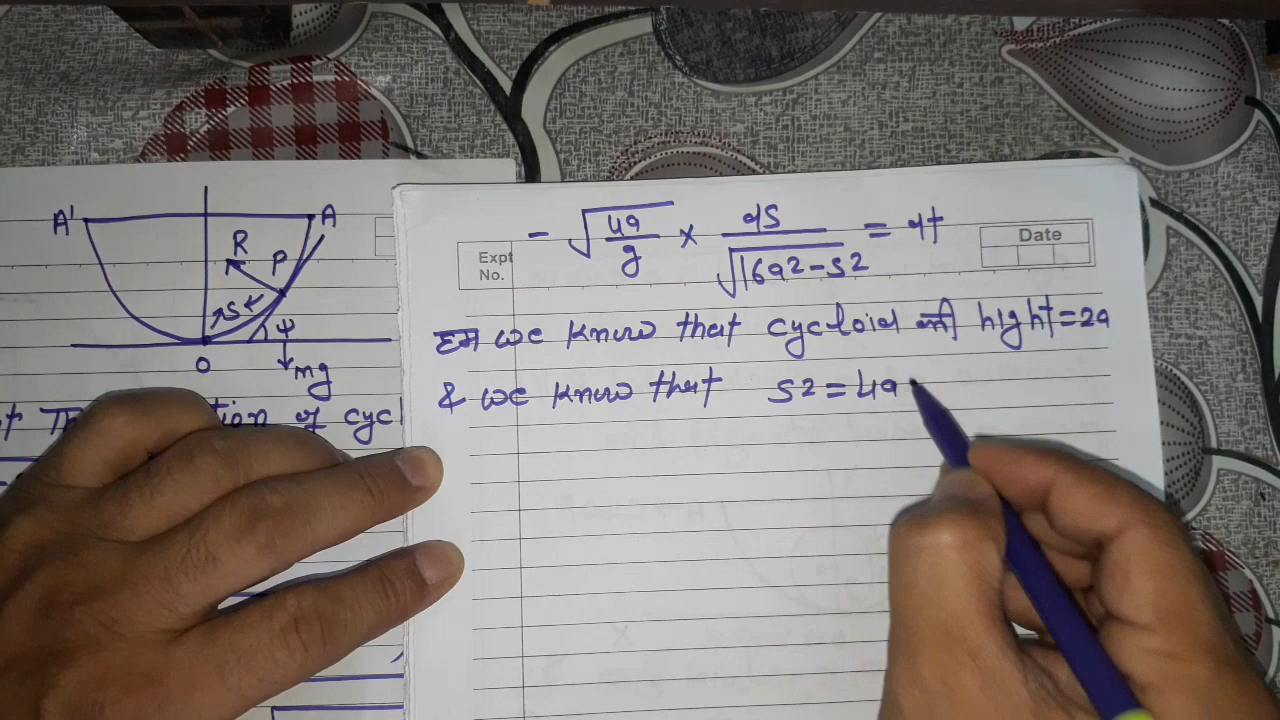 A' A
R P
S ψ
O mg
of cycl
Expt No.
Date
- √(4a/g) × ds/√(16a2-s2) = dt
हम we know that cycloid की hight=2a
& we know that s2=4a